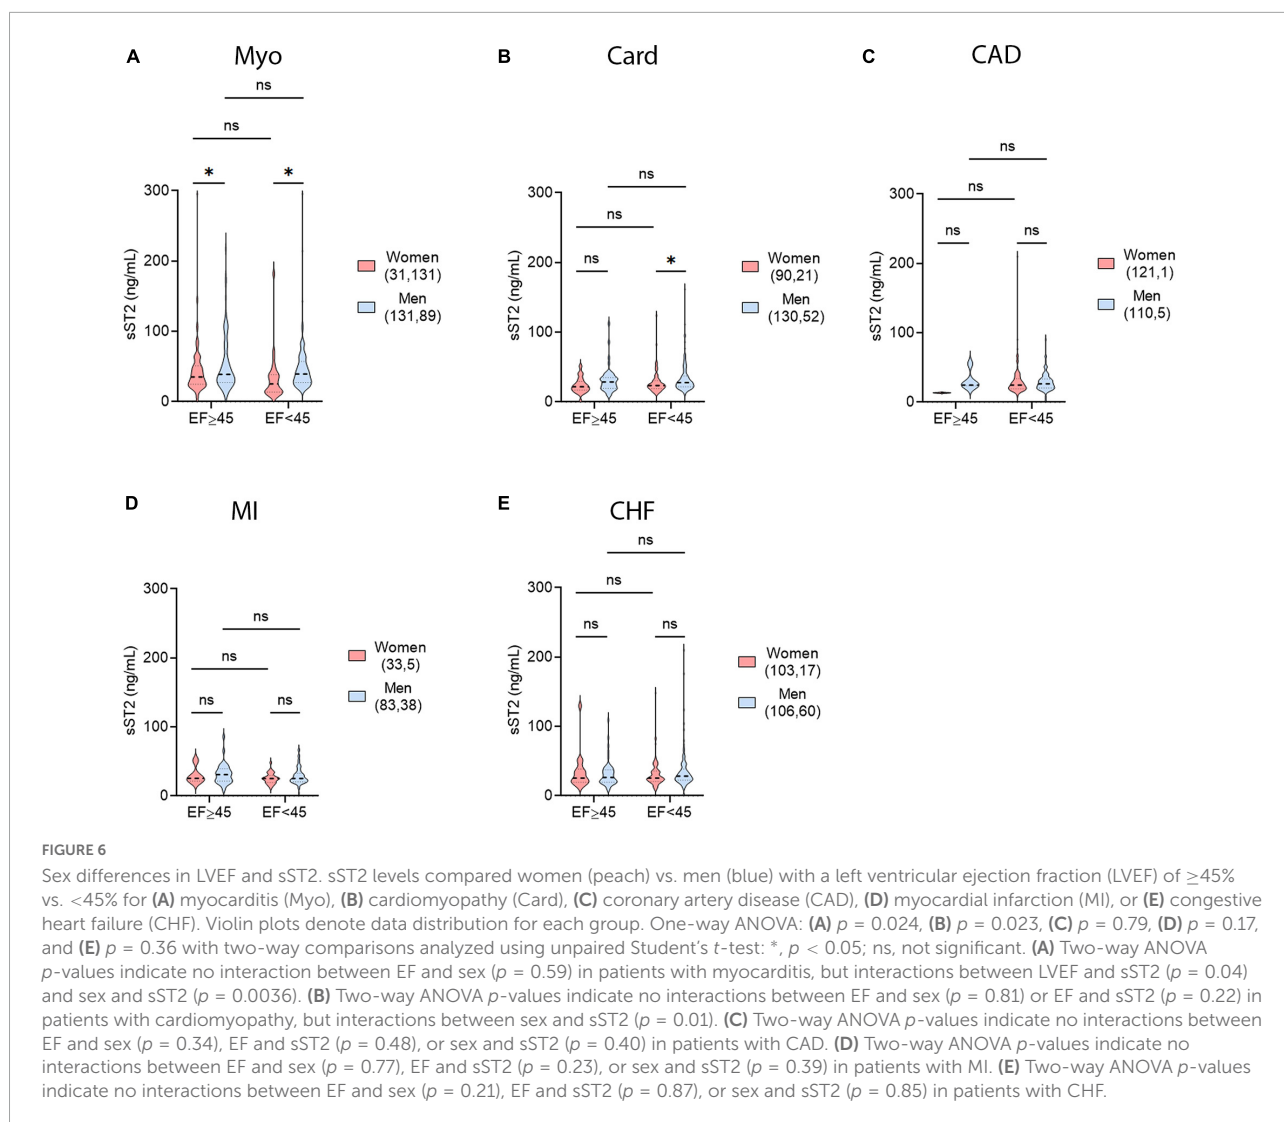 A
Myo
ns
ns
*
*
300
200
100
0
sST2 (ng/mL)
EF≥45
EF<45
Women
(31,131)
Men
(131,89)
B
Card
ns
ns
ns
*
300
200
100
0
sST2 (ng/mL)
EF≥45
EF<45
Women
(90,21)
Men
(130,52)
C
CAD
ns
ns
ns
ns
300
200
100
0
sST2 (ng/mL)
EF≥45
EF<45
Women
(121,1)
Men
(110,5)
D
MI
ns
ns
ns
ns
300
200
100
0
sST2 (ng/mL)
EF≥45
EF<45
Women
(33,5)
Men
(83,38)
E
CHF
ns
ns
ns
ns
300
200
100
0
sST2 (ng/mL)
EF≥45
EF<45
Women
(103,17)
Men
(106,60)
FIGURE 6
Sex differences in LVEF and sST2. sST2 levels compared women (peach) vs. men (blue) with a left ventricular ejection fraction (LVEF) of ≥45%
vs. <45% for (A) myocarditis (Myo), (B) cardiomyopathy (Card), (C) coronary artery disease (CAD), (D) myocardial infarction (MI), or (E) congestive
heart failure (CHF). Violin plots denote data distribution for each group. One-way ANOVA: (A) p = 0.024, (B) p = 0.023, (C) p = 0.79, (D) p = 0.17,
and (E) p = 0.36 with two-way comparisons analyzed using unpaired Student's t-test: *, p < 0.05; ns, not significant. (A) Two-way ANOVA
p-values indicate no interaction between EF and sex (p = 0.59) in patients with myocarditis, but interactions between LVEF and sST2 (p = 0.04)
and sex and sST2 (p = 0.0036). (B) Two-way ANOVA p-values indicate no interactions between EF and sex (p = 0.81) or EF and sST2 (p = 0.22) in
patients with cardiomyopathy, but interactions between sex and sST2 (p = 0.01). (C) Two-way ANOVA p-values indicate no interactions between
EF and sex (p = 0.34), EF and sST2 (p = 0.48), or sex and sST2 (p = 0.40) in patients with CAD. (D) Two-way ANOVA p-values indicate no
interactions between EF and sex (p = 0.77), EF and sST2 (p = 0.23), or sex and sST2 (p = 0.39) in patients with MI. (E) Two-way ANOVA p-values
indicate no interactions between EF and sex (p = 0.21), EF and sST2 (p = 0.87), or sex and sST2 (p = 0.85) in patients with CHF.